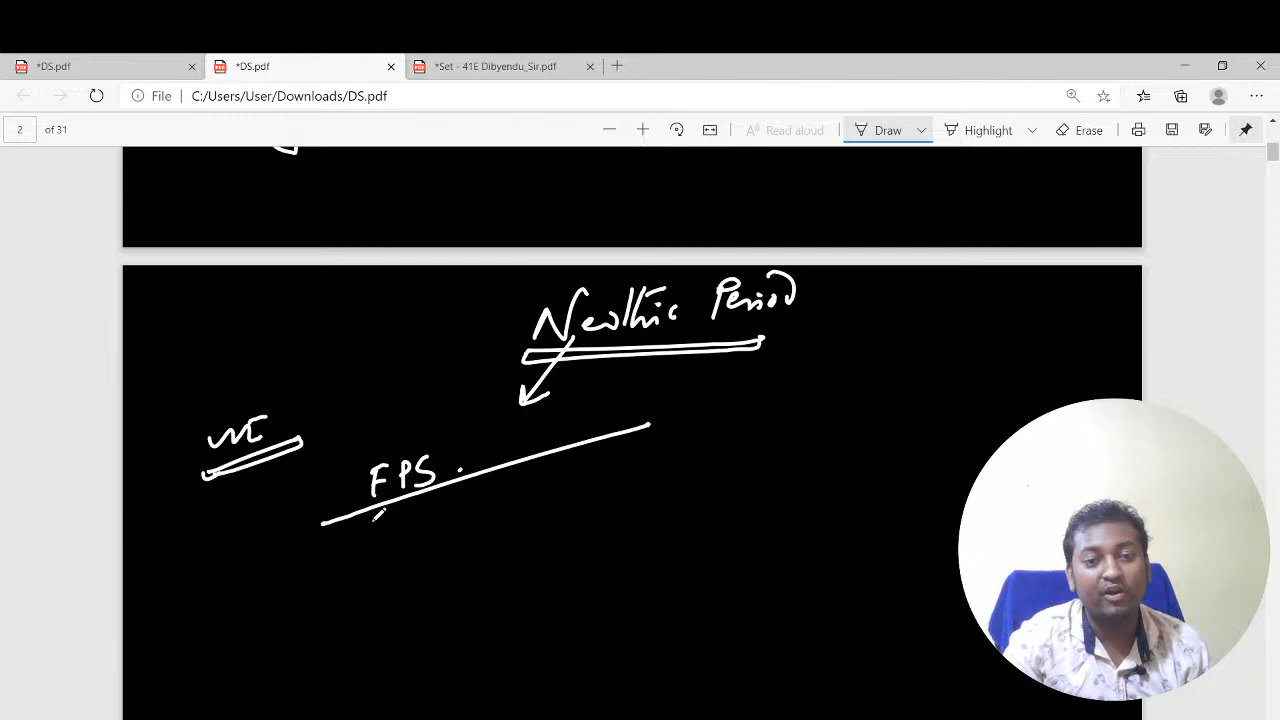 *DS.pdf
*DS.pdf
*Set - 41E Dibyendu_Sir.pdf
File
C:/Users/User/Downloads/DS.pdf
2 of 31
Read aloud
Draw
Highlight
Erase
Neolthic Period
FPS.